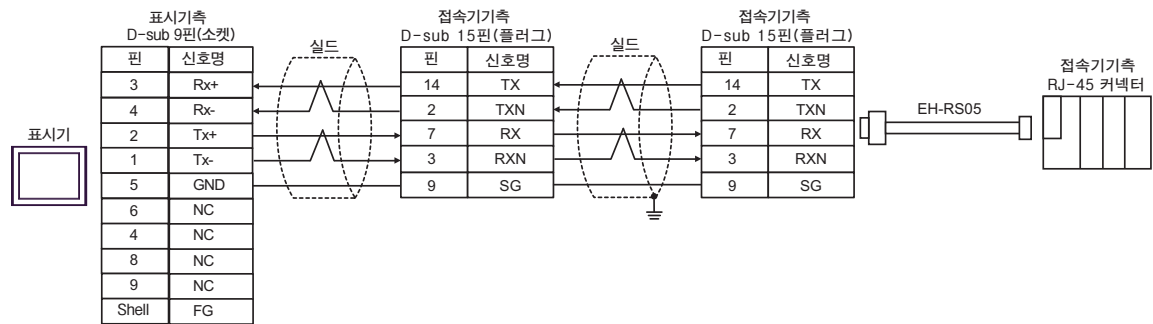 표시기
표시기측
D-sub 9핀(소켓)
핀 신호명
3 Rx+
4 Rx-
2 Tx+
1 Tx-
5 GND
6 NC
4 NC
8 NC
9 NC
Shell FG
실드
접속기기측
D-sub 15핀(플러그)
핀 신호명
14 TX
2 TXN
7 RX
3 RXN
9 SG
실드
접속기기측
D-sub 15핀(플러그)
핀 신호명
14 TX
2 TXN
7 RX
3 RXN
9 SG
EH-RS05
접속기기측
RJ-45 커넥터